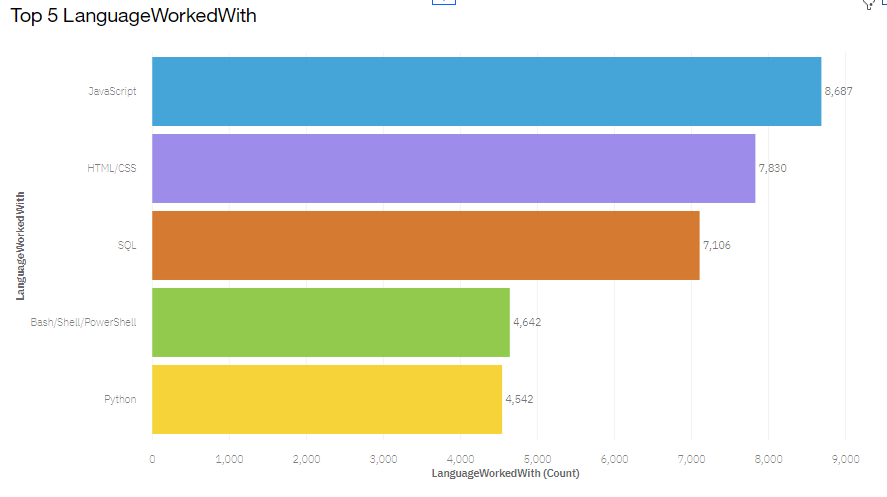 Top 5 LanguageWorkedWith
LanguageWorkedWith
JavaScript 8,687
HTML/CSS 7,830
SQL 7,106
Bash/Shell/PowerShell 4,642
Python 4,542
0 1,000 2,000 3,000 4,000 5,000 6,000 7,000 8,000 9,000
LanguageWorkedWith (Count)